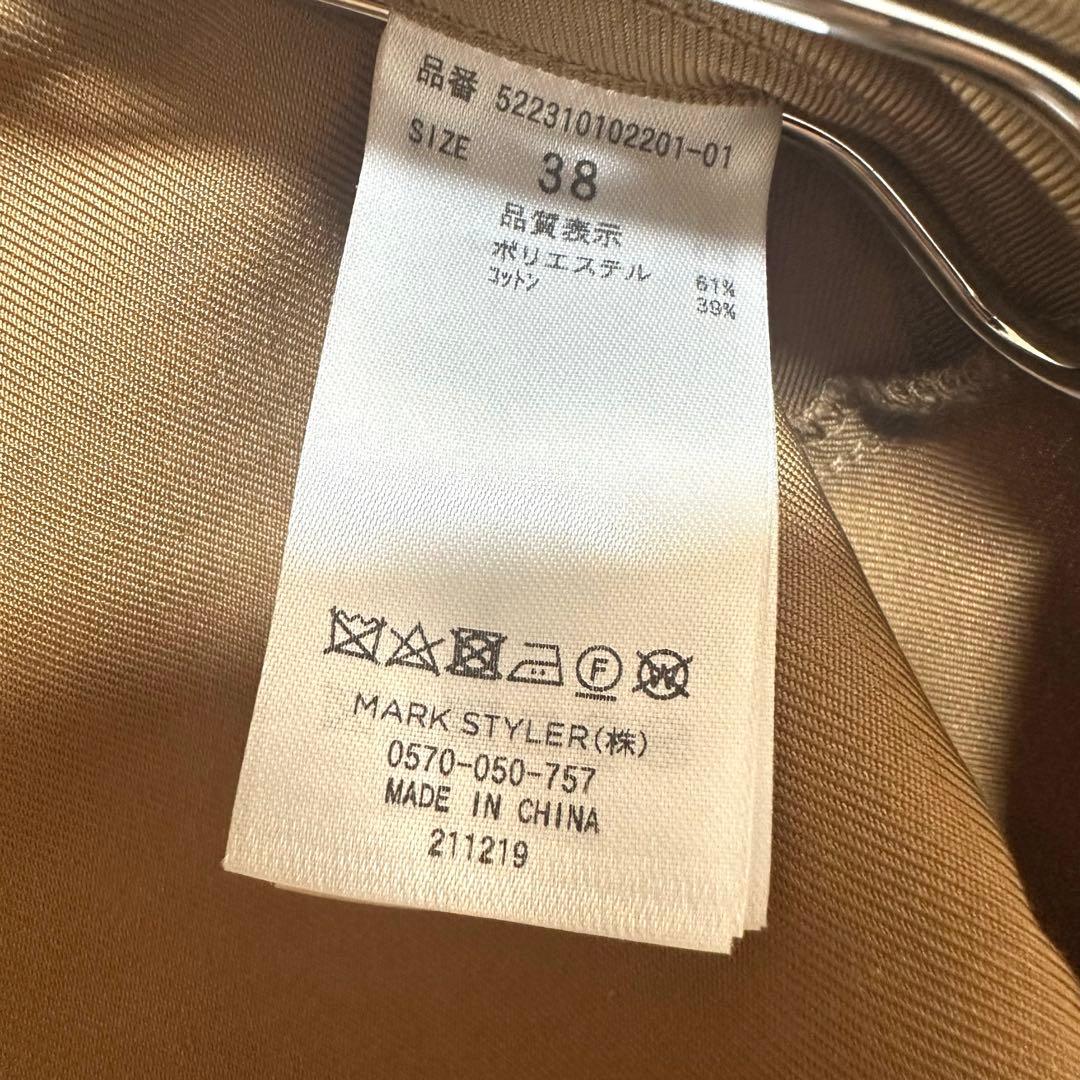 品番 522310102201-01
SIZE 38
品質表示
ポリエステル 61%
コットン 39%
F W
MARK STYLER(株)
0570-050-757
MADE IN CHINA
211219